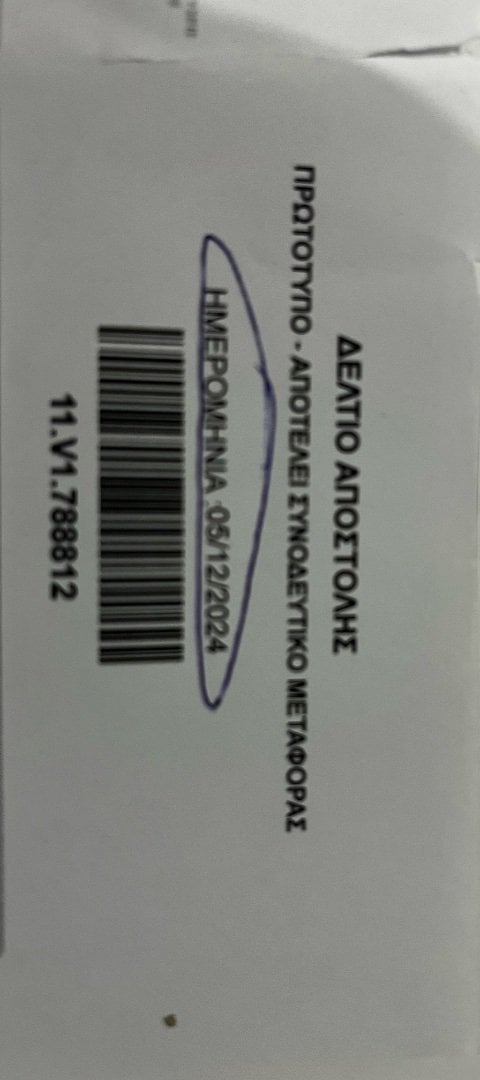 ΔΕΛΤΙΟ ΑΠΟΣΤΟΛΗΣ
ΠΡΩΤΟΤΥΠΟ - ΑΠΟΤΕΛΕΙ ΣΥΝΟΔΕΥΤΙΚΟ ΜΕΤΑΦΟΡΑΣ
ΗΜΕΡΟΜΗΝΙΑ :05/12/2024
11.V1.788812